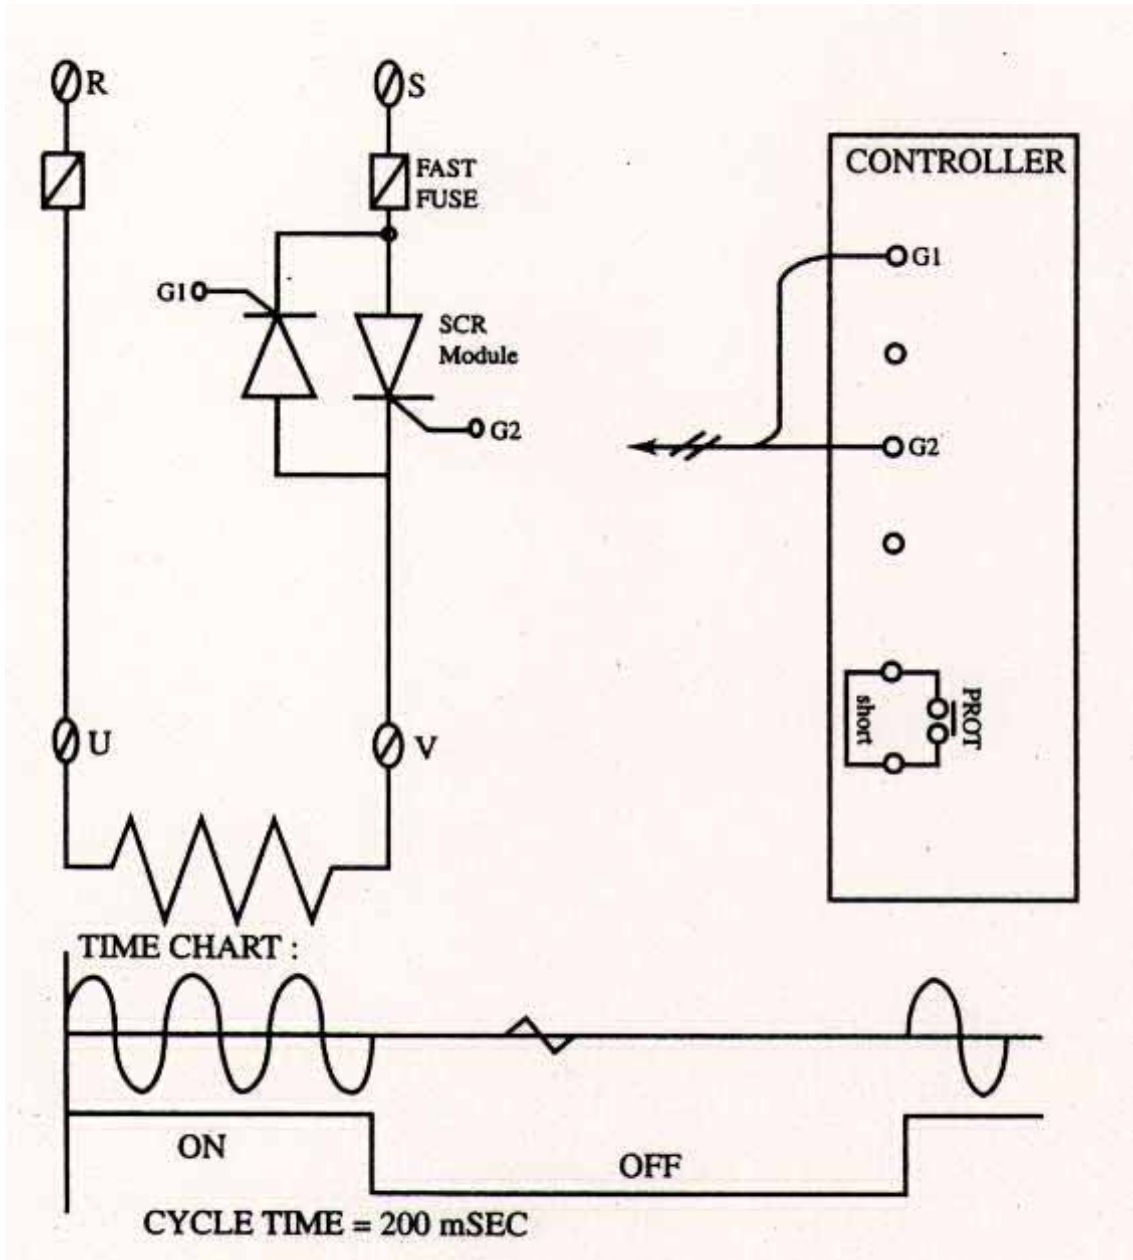 R
S
FAST
FUSE
CONTROLLER
G1
G1
SCR
Module
G2
G2
short
PROT
U
V
TIME CHART :
ON
OFF
CYCLE TIME = 200 mSEC